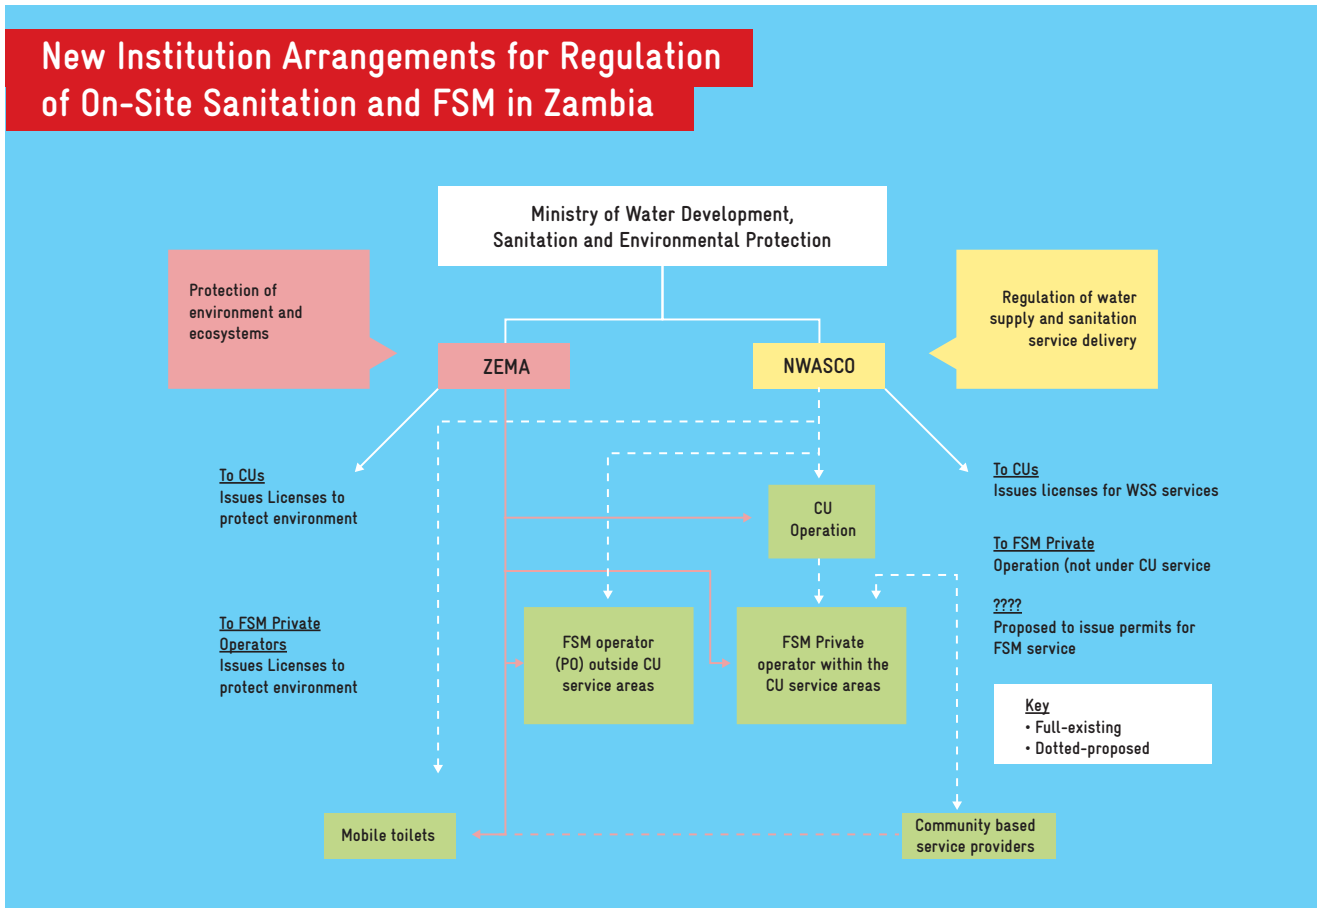 New Institution Arrangements for Regulation
of On-Site Sanitation and FSM in Zambia
Ministry of Water Development,
Sanitation and Environmental Protection
Protection of
environment and
ecosystems
Regulation of water
supply and sanitation
service delivery
ZEMA
NWASCO
To CUs
Issues Licenses to
protect environment
To FSM Private
Operators
Issues Licenses to
protect environment
CU
Operation
FSM operator
(PO) outside CU
service areas
FSM Private
operator within the
CU service areas
To CUs
Issues licenses for WSS services
To FSM Private
Operation (not under CU service
????
Proposed to issue permits for
FSM service
Key
• Full-existing
• Dotted-proposed
Mobile toilets
Community based
service providers